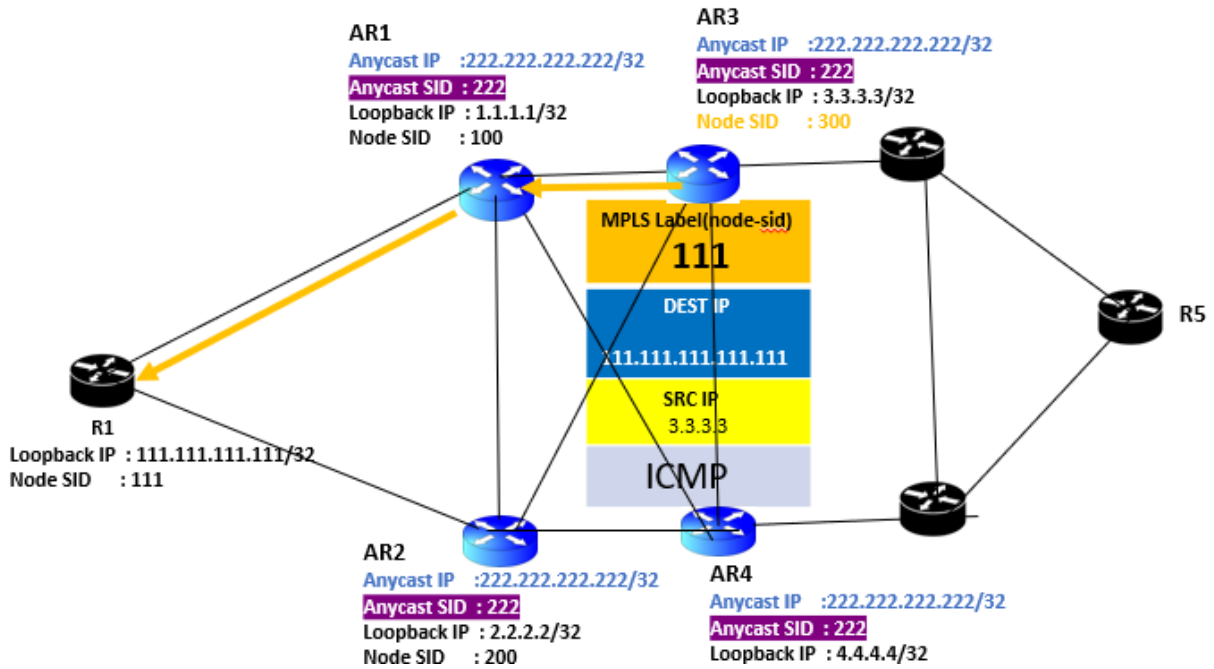 AR1
Anycast IP :222.222.222.222/32
Anycast SID : 222
Loopback IP : 1.1.1.1/32
Node SID : 100
AR3
Anycast IP :222.222.222.222/32
Anycast SID : 222
Loopback IP : 3.3.3.3/32
Node SID : 300
MPLS Label(node-sid)
111
DEST IP
111.111.111.111.111
SRC IP
3.3.3.3
ICMP
R5
R1
Loopback IP : 111.111.111.111/32
Node SID : 111
AR2
Anycast IP :222.222.222.222/32
Anycast SID : 222
Loopback IP : 2.2.2.2/32
Node SID : 200
AR4
Anycast IP :222.222.222.222/32
Anycast SID : 222
Loopback IP : 4.4.4.4/32